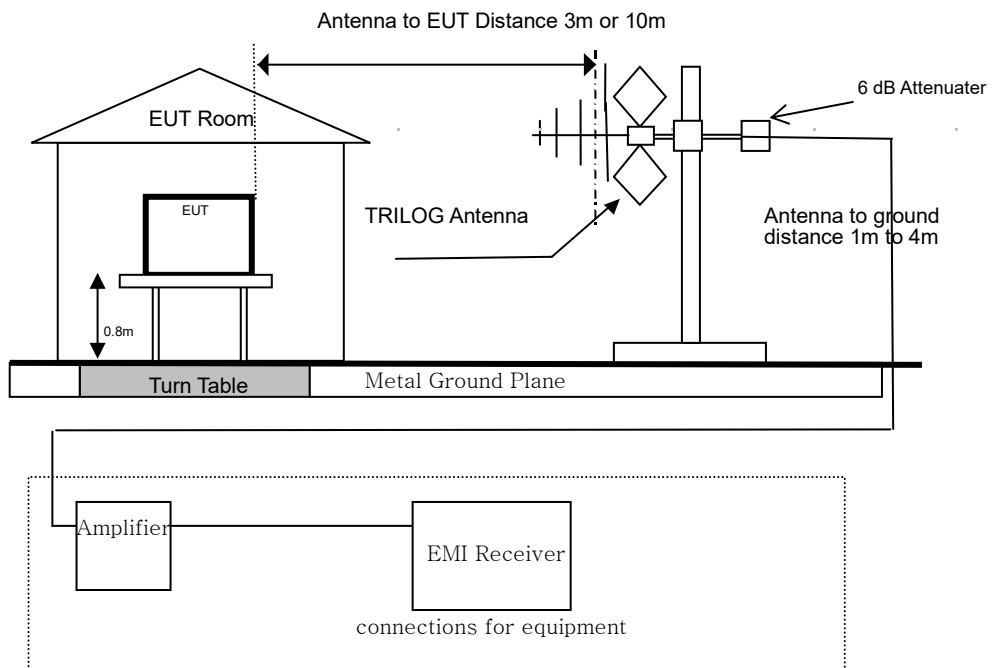 Antenna to EUT Distance 3m or 10m
6 dB Attenuater
EUT Room
EUT
TRILOG Antenna
Antenna to ground
distance 1m to 4m
0.8m
Turn Table
Metal Ground Plane
Amplifier
EMI Receiver
connections for equipment